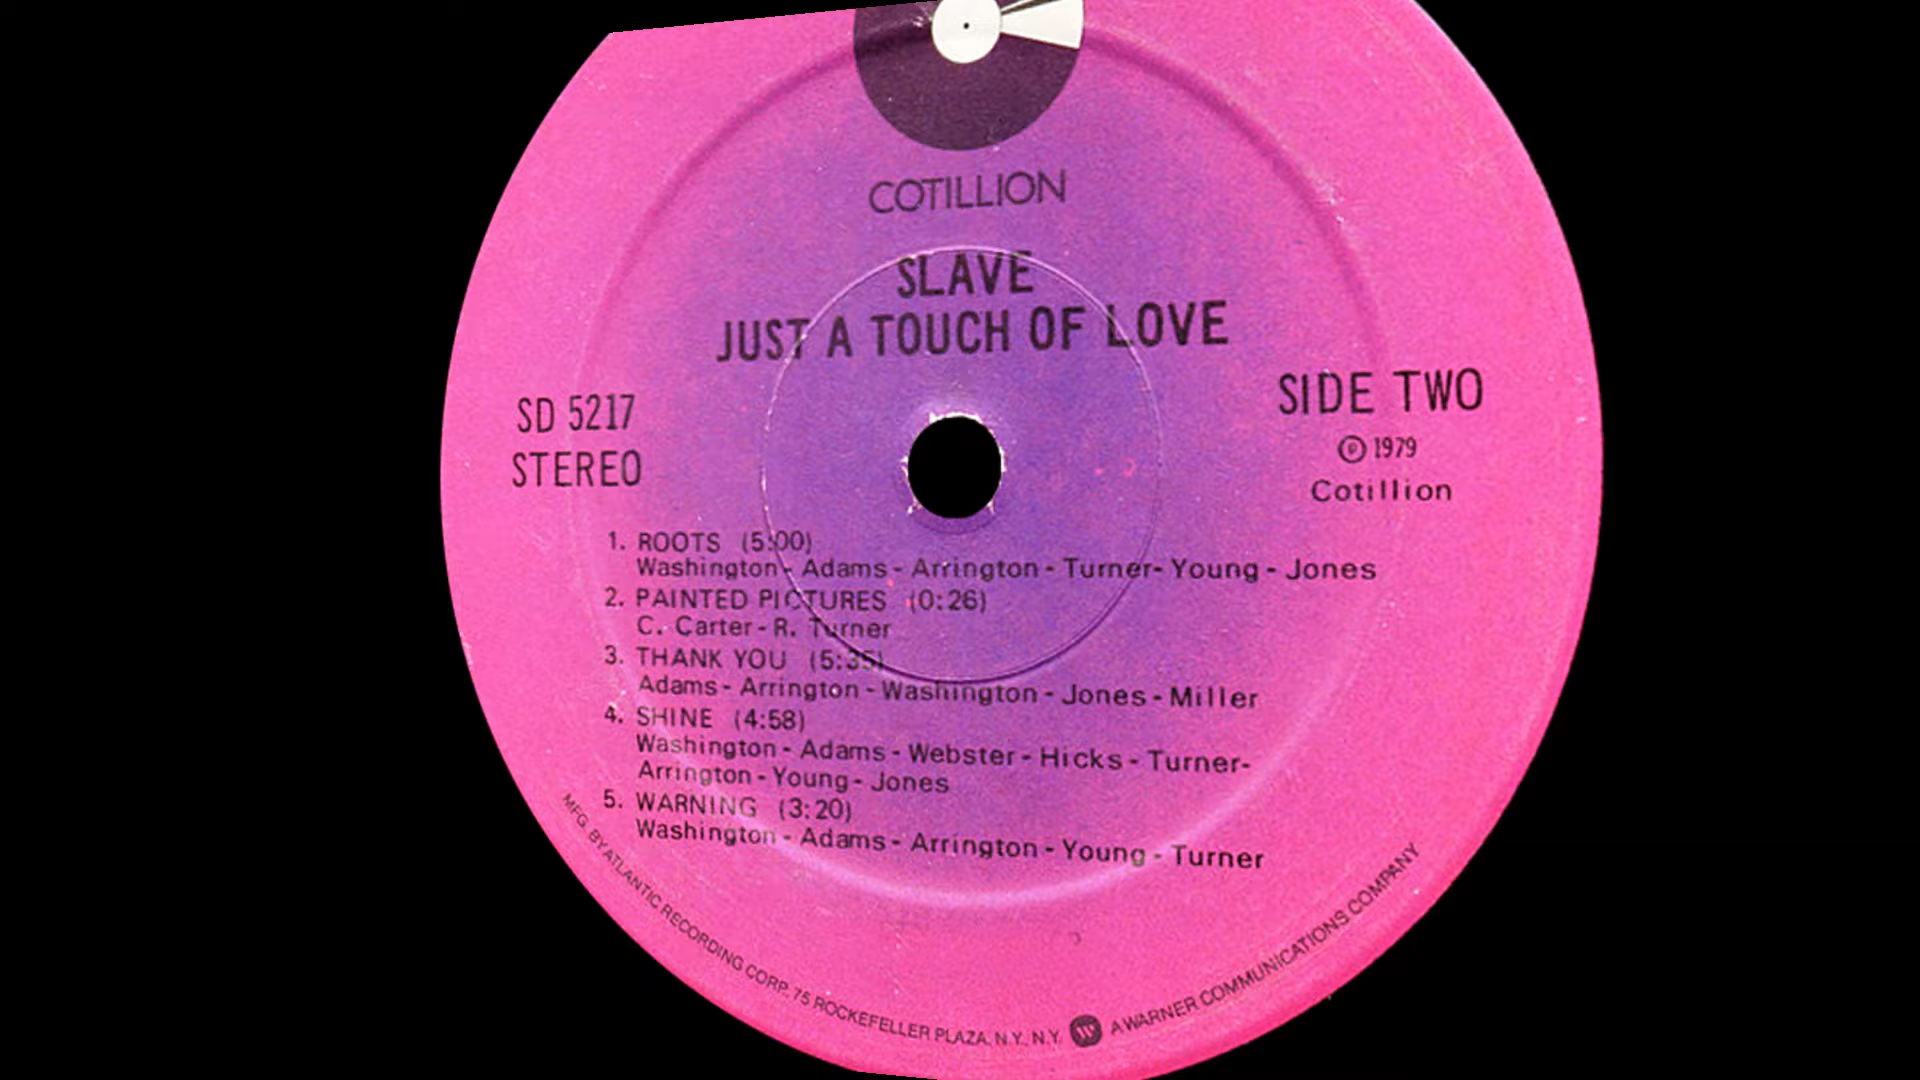 COTILLION
SLAVE
JUST A TOUCH OF LOVE
SD 5217
STEREO
SIDE TWO
℗ 1979
Cotillion
1. ROOTS (5:00)
Washington - Adams - Arrington - Turner- Young - Jones
2. PAINTED PICTURES (0:26)
C. Carter - R. Turner
3. THANK YOU (5:35)
Adams - Arrington - Washington - Jones - Miller
4. SHINE (4:58)
Washington - Adams - Webster - Hicks - Turner-
Arrington - Young - Jones
5. WARNING (3:20)
Washington - Adams - Arrington - Young - Turner
MFG. BY ATLANTIC RECORDING CORP., 75 ROCKEFELLER PLAZA, N.Y., N.Y. W A WARNER COMMUNICATIONS COMPANY